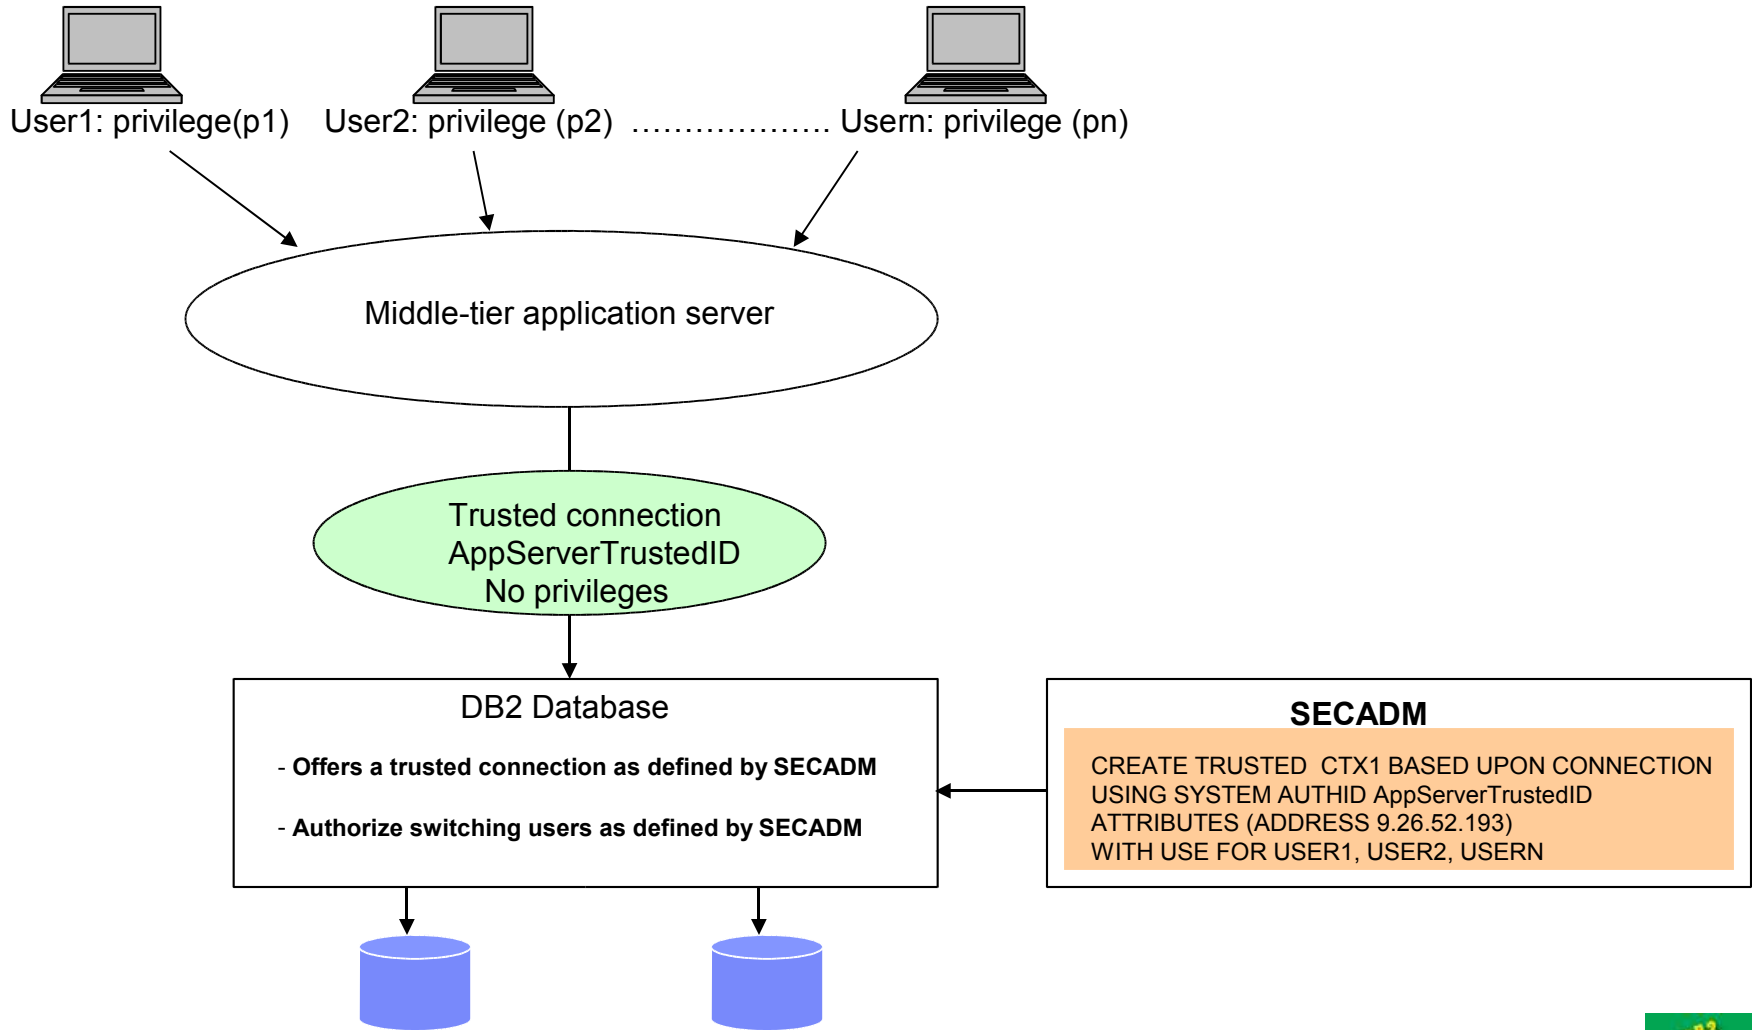 User1: privilege(p1) User2: privilege (p2) ................... Usern: privilege (pn)
Middle-tier application server
Trusted connection
AppServerTrustedID
No privileges
DB2 Database
- Offers a trusted connection as defined by SECADM
- Authorize switching users as defined by SECADM
SECADM
CREATE TRUSTED CTX1 BASED UPON CONNECTION
USING SYSTEM AUTHID AppServerTrustedID
ATTRIBUTES (ADDRESS 9.26.52.193)
WITH USE FOR USER1, USER2, USERN